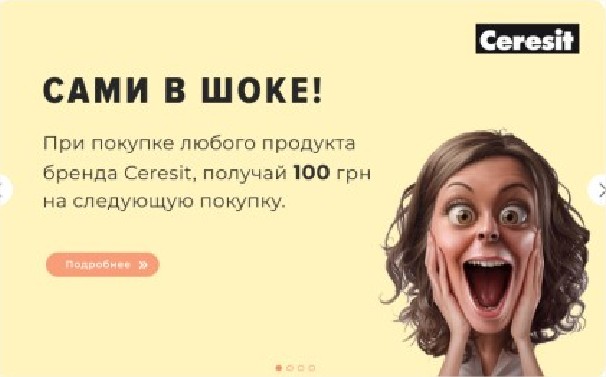 Ceresit
САМИ В ШОКЕ!
При покупке любого продукта
бренда Ceresit, получай 100 грн
на следующую покупку.
Подробнее »